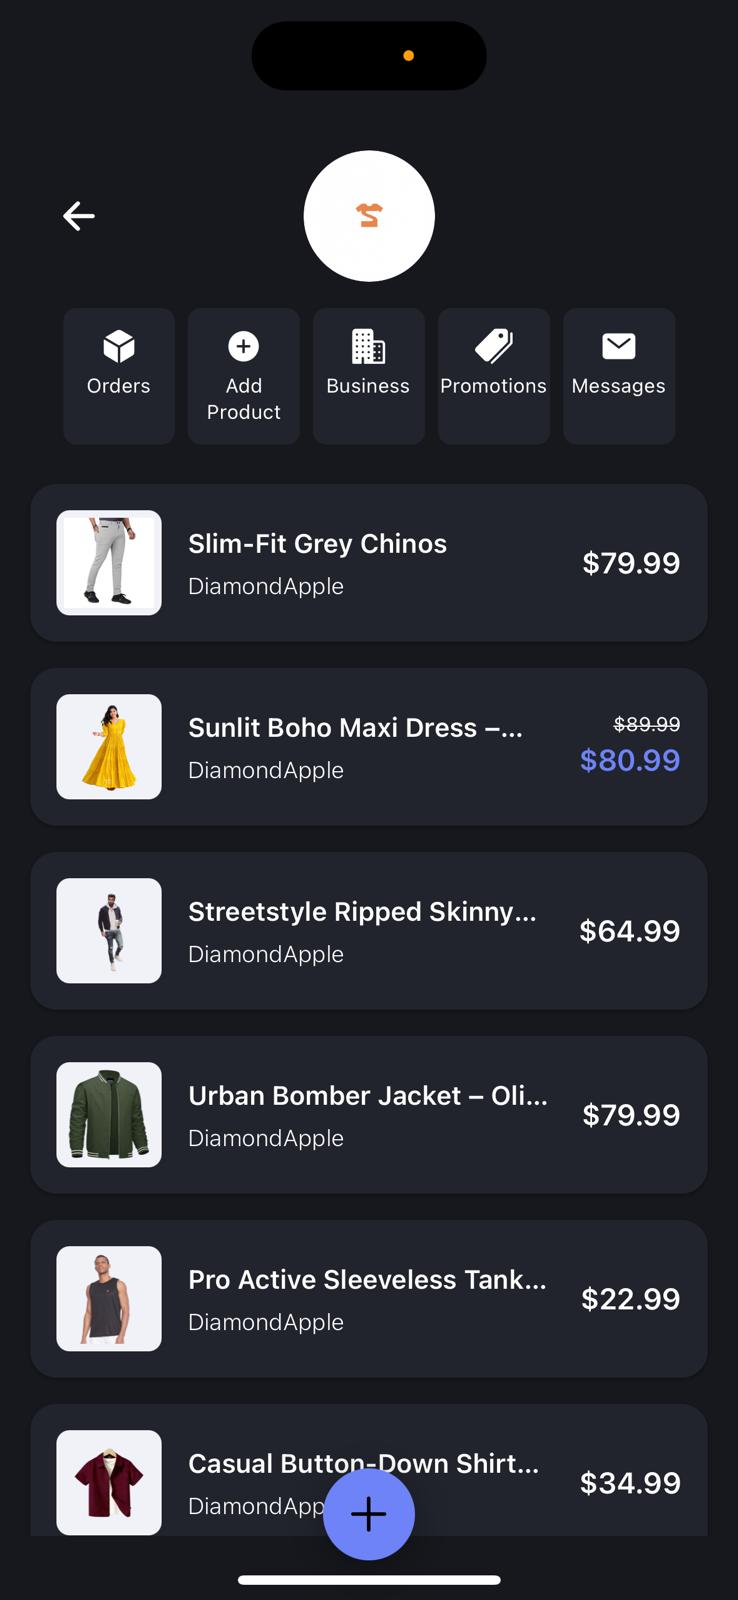 Orders
Add
Product
Business
Promotions
Messages
Slim-Fit Grey Chinos
DiamondApple
$79.99
Sunlit Boho Maxi Dress –...
DiamondApple
$89.99
$80.99
Streetstyle Ripped Skinny...
DiamondApple
$64.99
Urban Bomber Jacket – Oli...
DiamondApple
$79.99
Pro Active Sleeveless Tank...
DiamondApple
$22.99
Casual Button-Down Shirt...
DiamondApp
$34.99